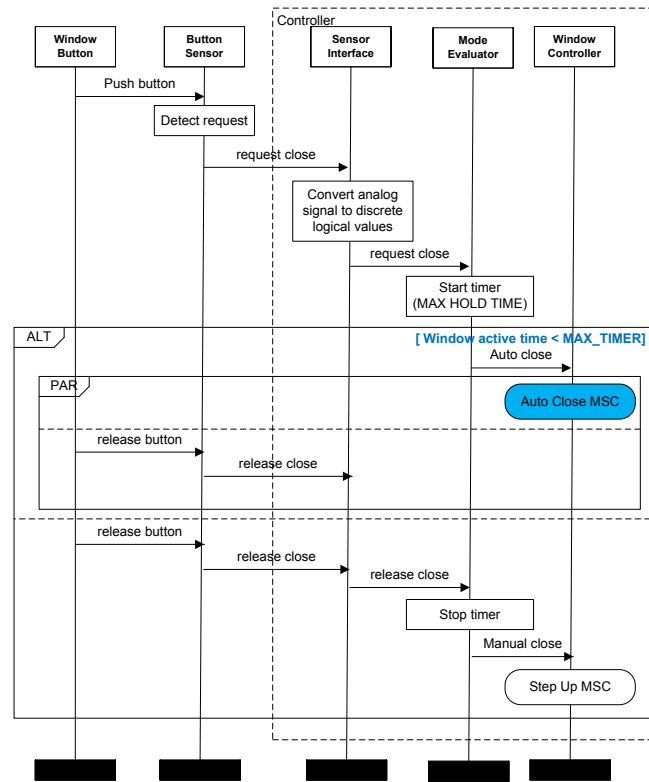 Controller
Window
Button
Button
Sensor
Sensor
Interface
Mode
Evaluator
Window
Controller
Push button
Detect request
request close
Convert analog
signal to discrete
logical values
request close
Start timer
(MAX HOLD TIME)
ALT
[ Window active time < MAX_TIMER]
Auto close
PAR
Auto Close MSC
release button
release close
release button
release close
release close
Stop timer
Manual close
Step Up MSC